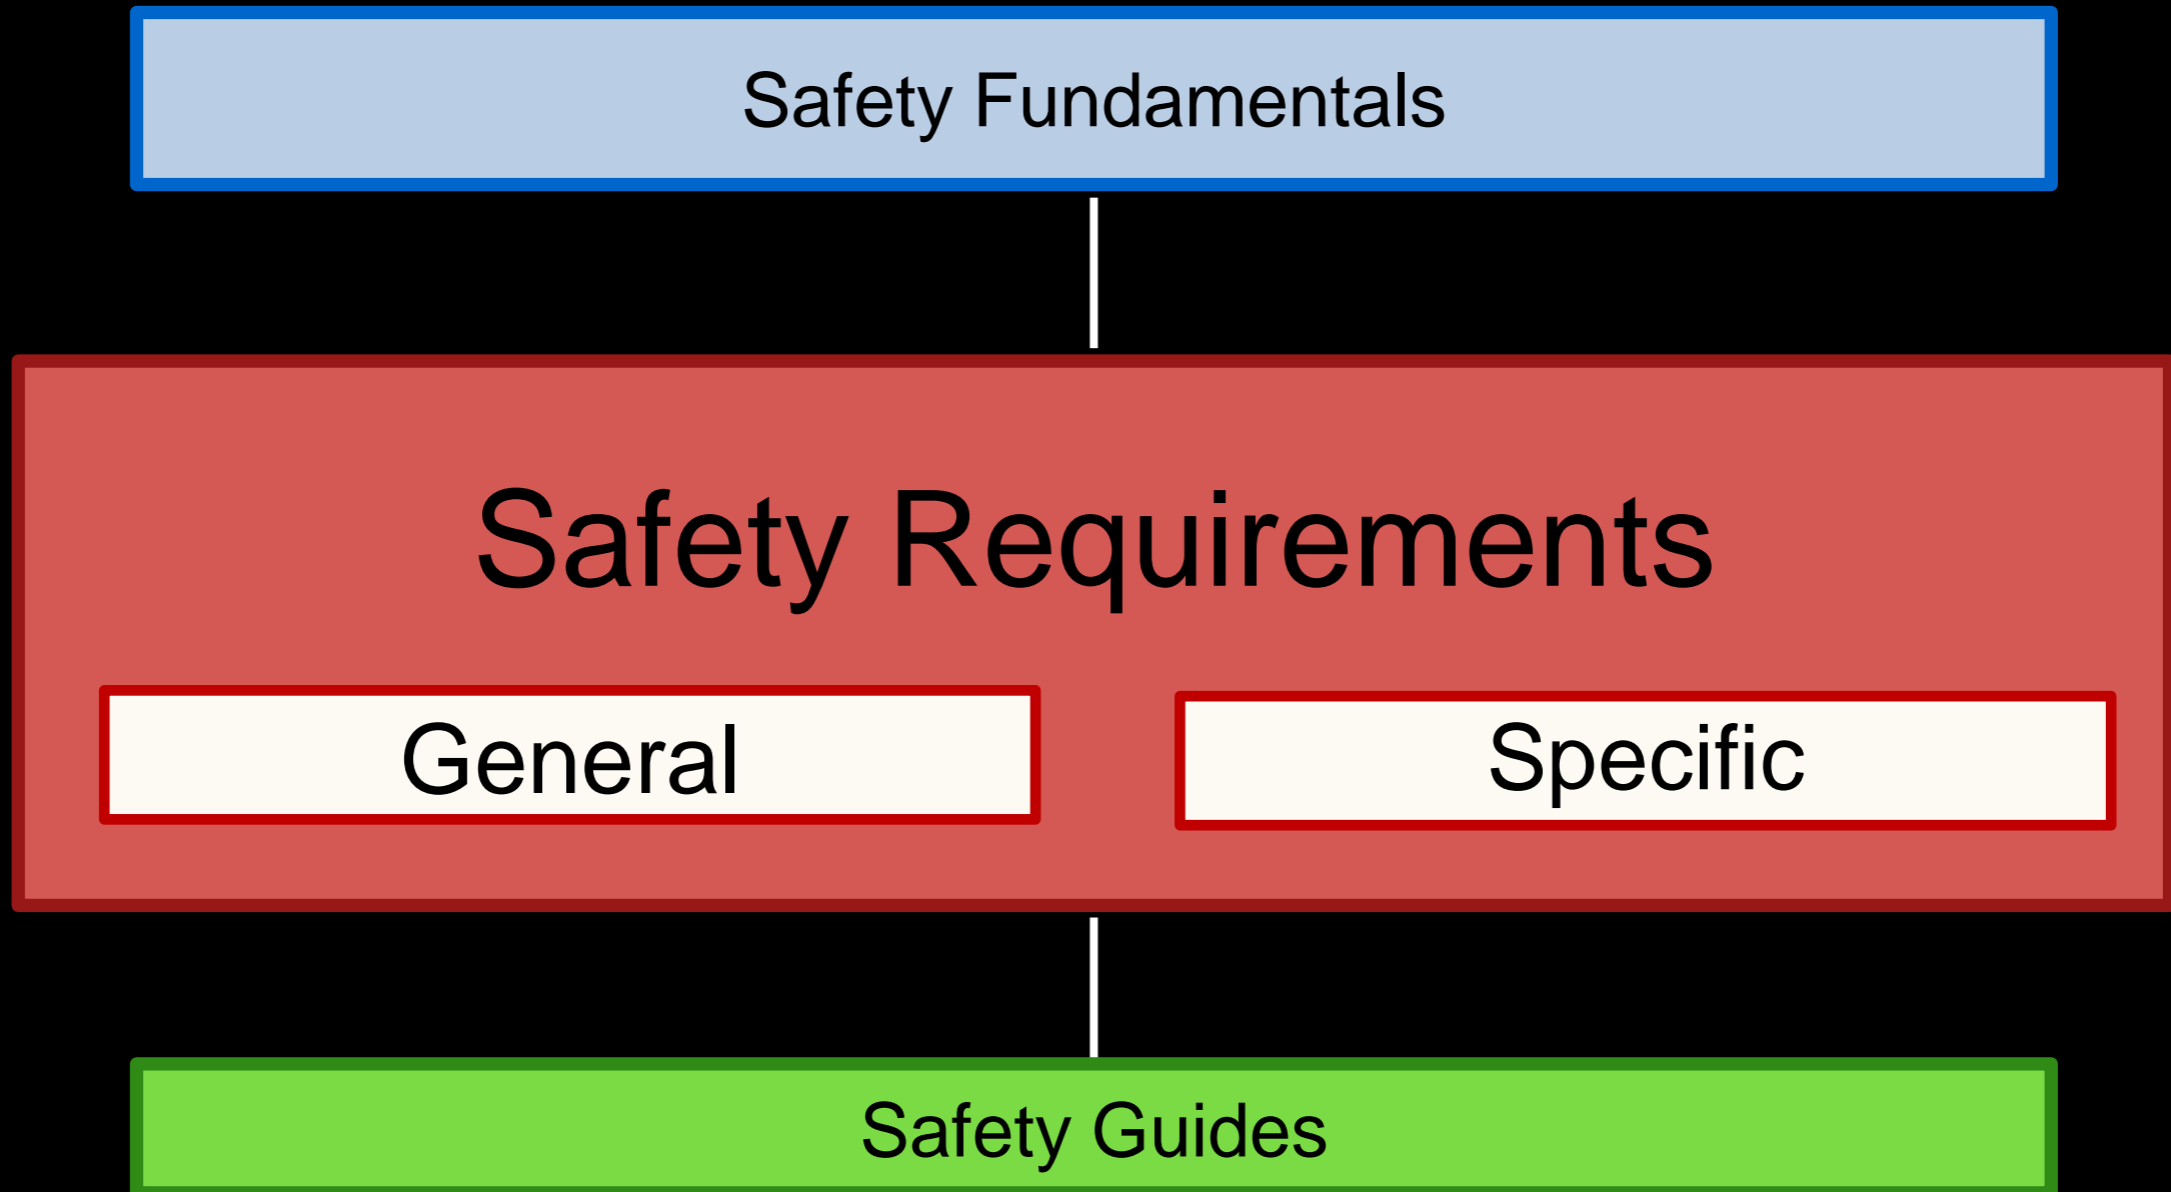 Safety Fundamentals
Safety Requirements
General
Specific
Safety Guides